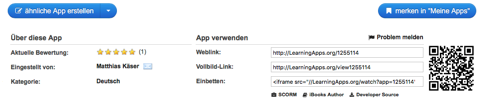 ähnliche App erstellen
merken in "Meine Apps"
Über diese App
App verwenden
Problem melden
Aktuelle Bewertung:
(1)
Weblink:
http://LearningApps.org/1255114
Eingestellt von:
Matthias Käser
Vollbild-Link:
http://LearningApps.org/view1255114
Kategorie:
Deutsch
Einbetten:
<iframe src="//LearningApps.org/watch?app=1255114"
SCORM
iBooks Author
Developer Source